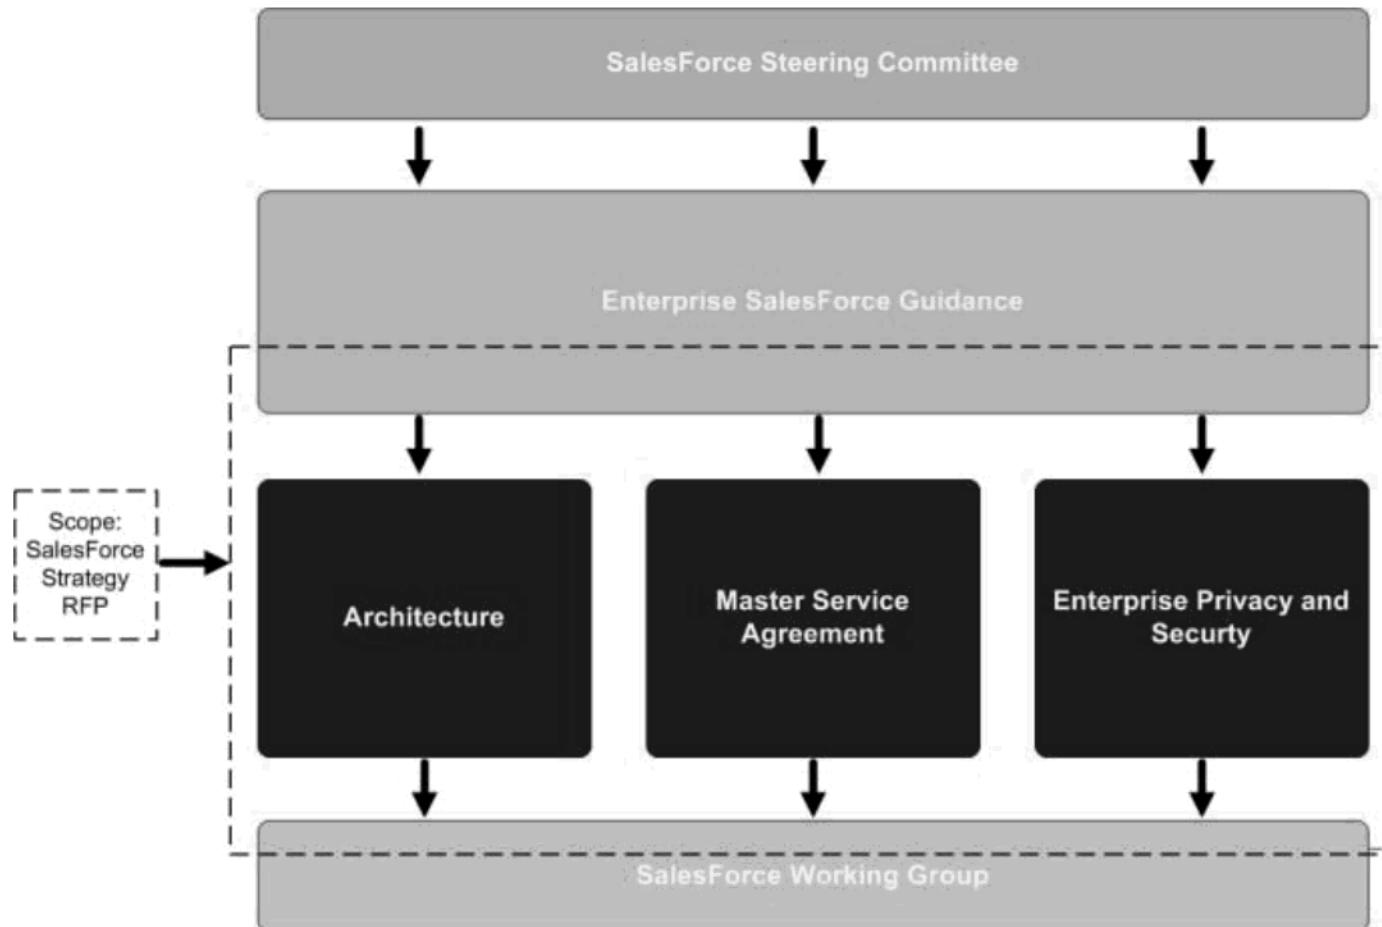 SalesForce Steering Committee
Enterprise SalesForce Guidance
Scope:
SalesForce
Strategy
RFP
Architecture
Master Service
Agreement
Enterprise Privacy and
Securty
SalesForce Working Group